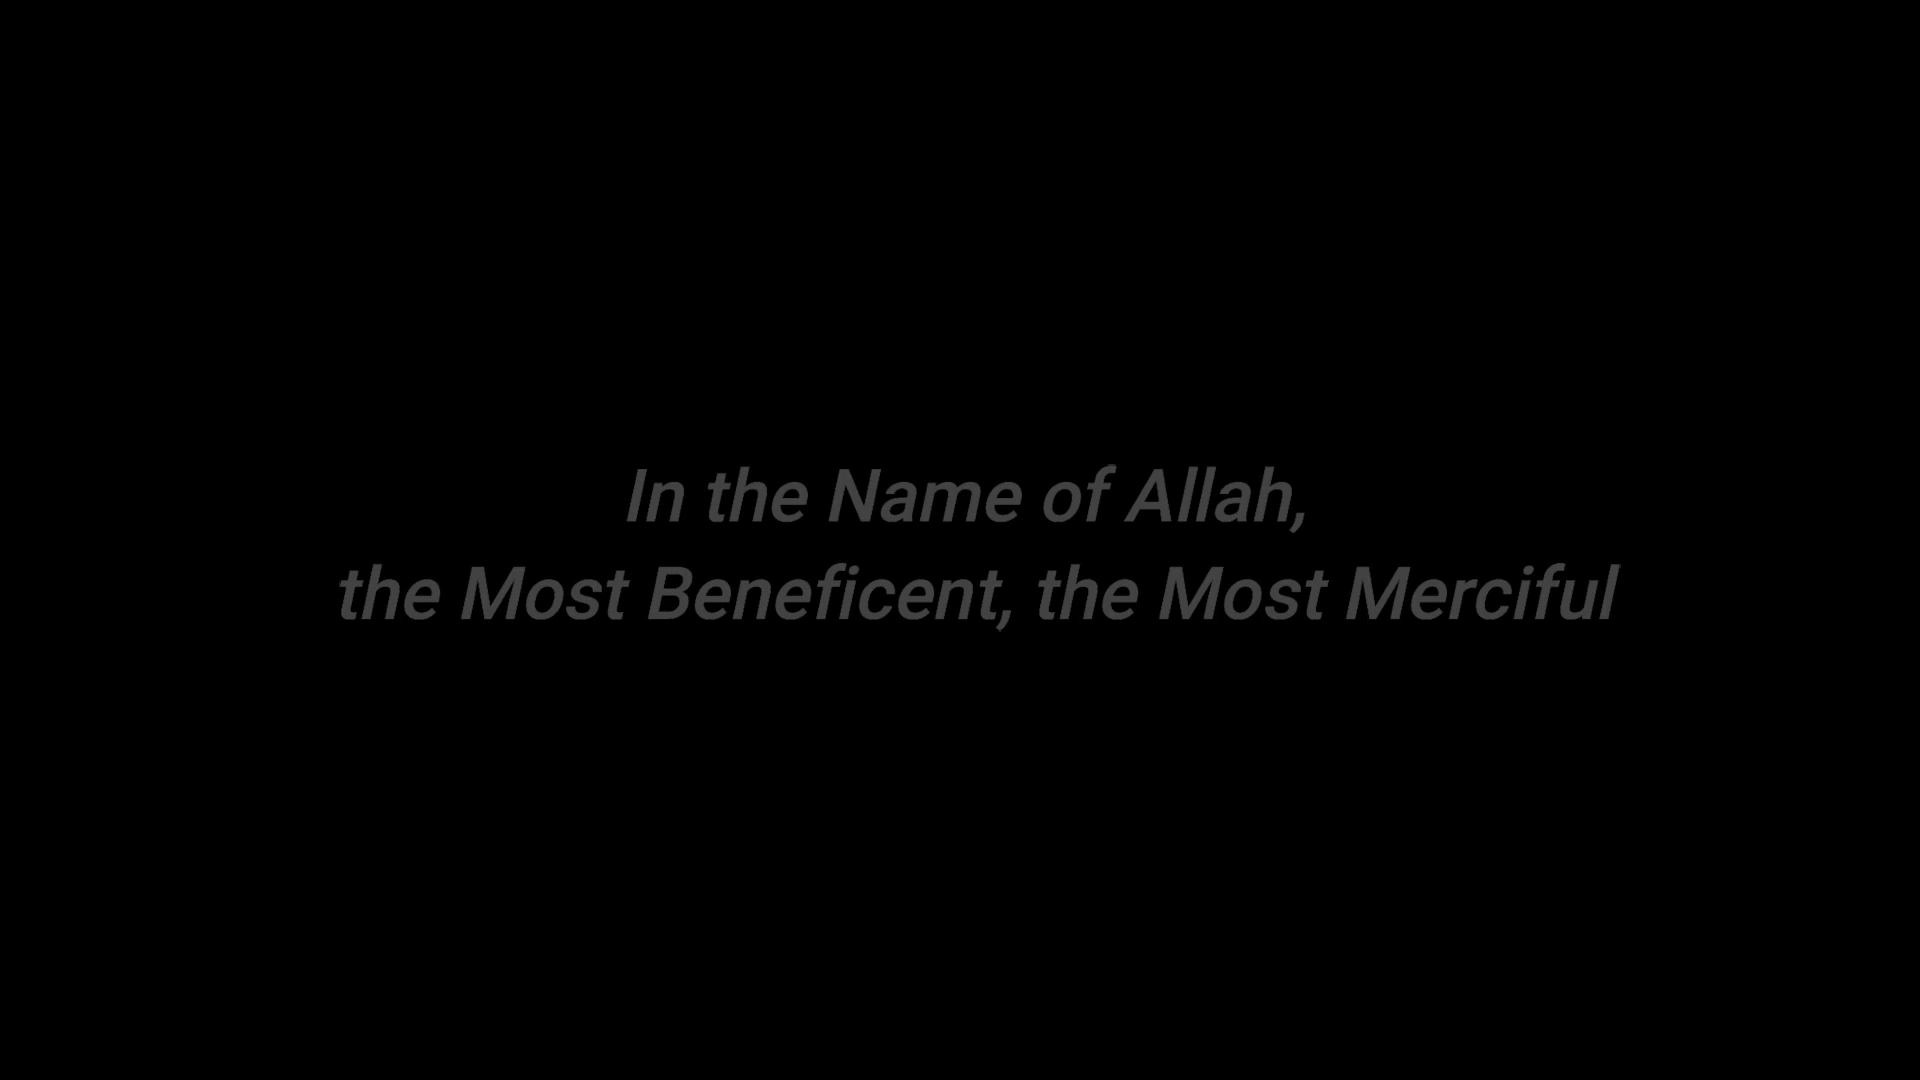 In the Name of Allah,
the Most Beneficent, the Most Merciful